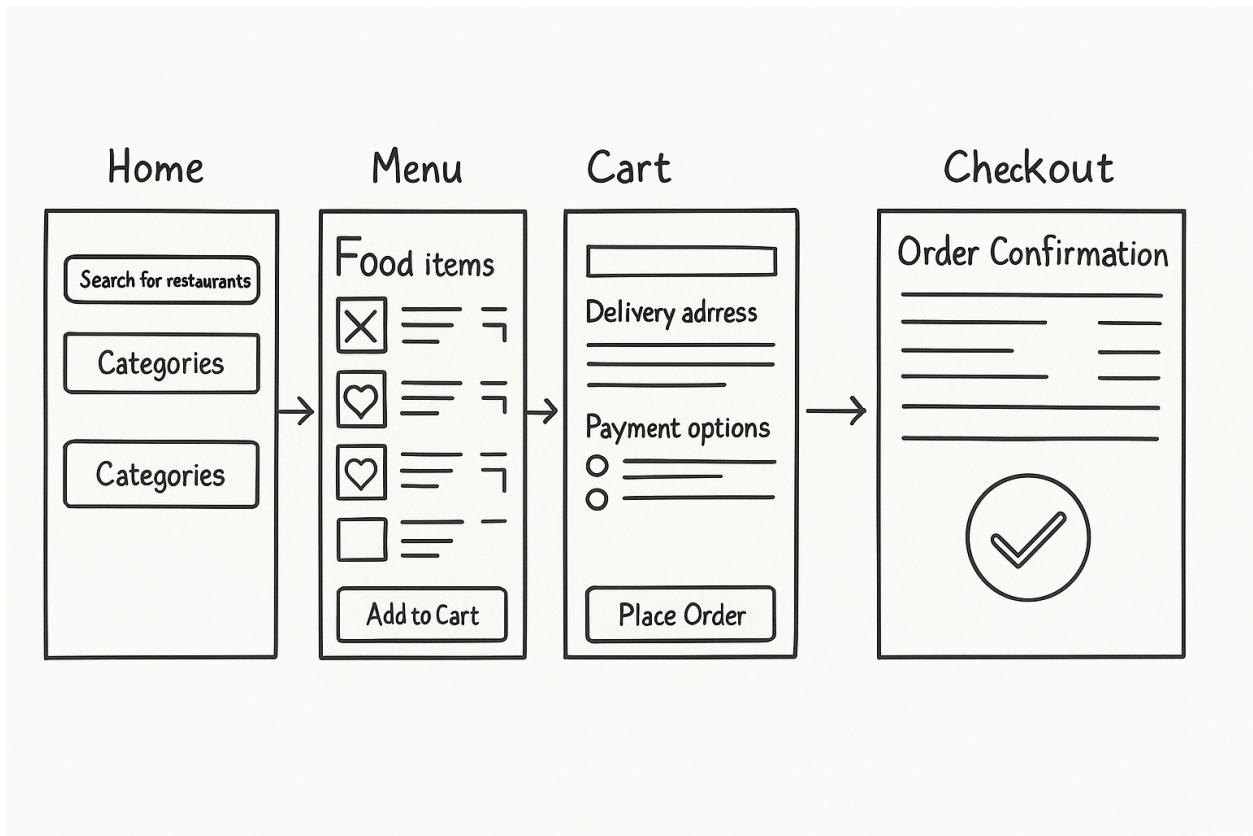 Home
Search for restaurants
Categories
Categories
Menu
Food items
Add to Cart
Cart
Delivery adrress
Payment options
Place Order
Checkout
Order Confirmation